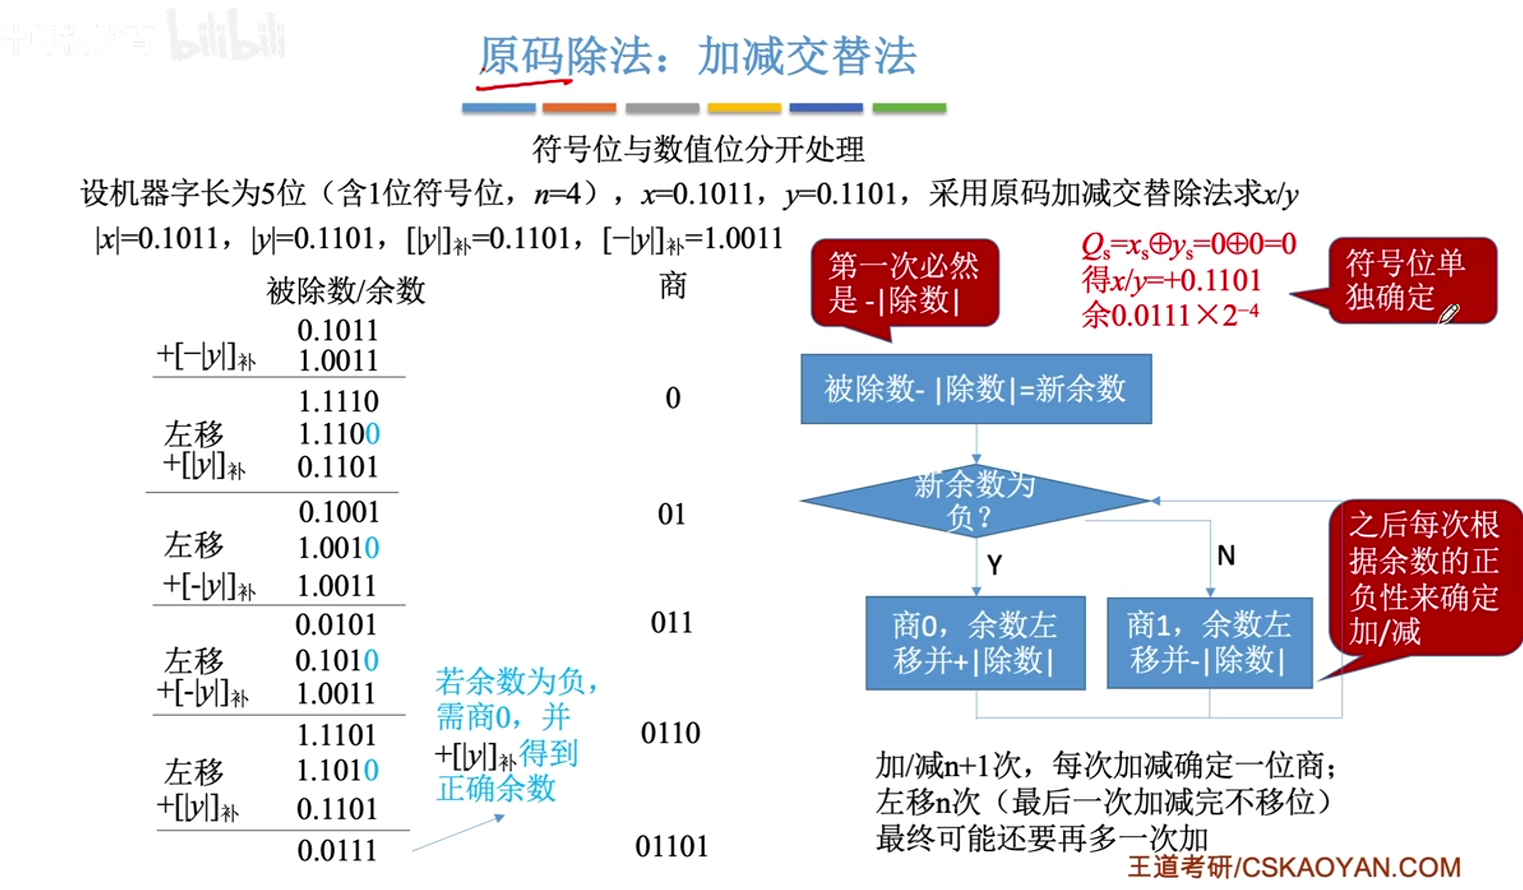 bilibili
原码除法：加减交替法
符号位与数值位分开处理
设机器字长为5位（含1位符号位，n=4），x=0.1011，y=0.1101，采用原码加减交替除法求x/y
|x|=0.1011，|y|=0.1101，[|y|]补=0.1101，[−|y|]补=1.0011
被除数/余数 商
0.1011
+[−|y|]补 1.0011
1.1110 0
左移 1.1100
+[|y|]补 0.1101
0.1001 01
左移 1.0010
+[-|y|]补 1.0011
0.0101 011
左移 0.1010
+[-|y|]补 1.0011
1.1101 0110
左移 1.1010
+[|y|]补 0.1101
0.0111 01101
若余数为负，
需商0，并
+[|y|]补得到
正确余数
第一次必然
是 -|除数|
Qs=xs⊕ys=0⊕0=0
得x/y=+0.1101
余0.0111×2⁻⁴
符号位单
独确定
被除数- |除数|=新余数
新余数为
负？
Y
N
商0，余数左
移并+|除数|
商1，余数左
移并-|除数|
之后每次根
据余数的正
负性来确定
加/减
加/减n+1次，每次加减确定一位商；
左移n次（最后一次加减完不移位）
最终可能还要再多一次加
王道考研/CSKAOYAN.COM